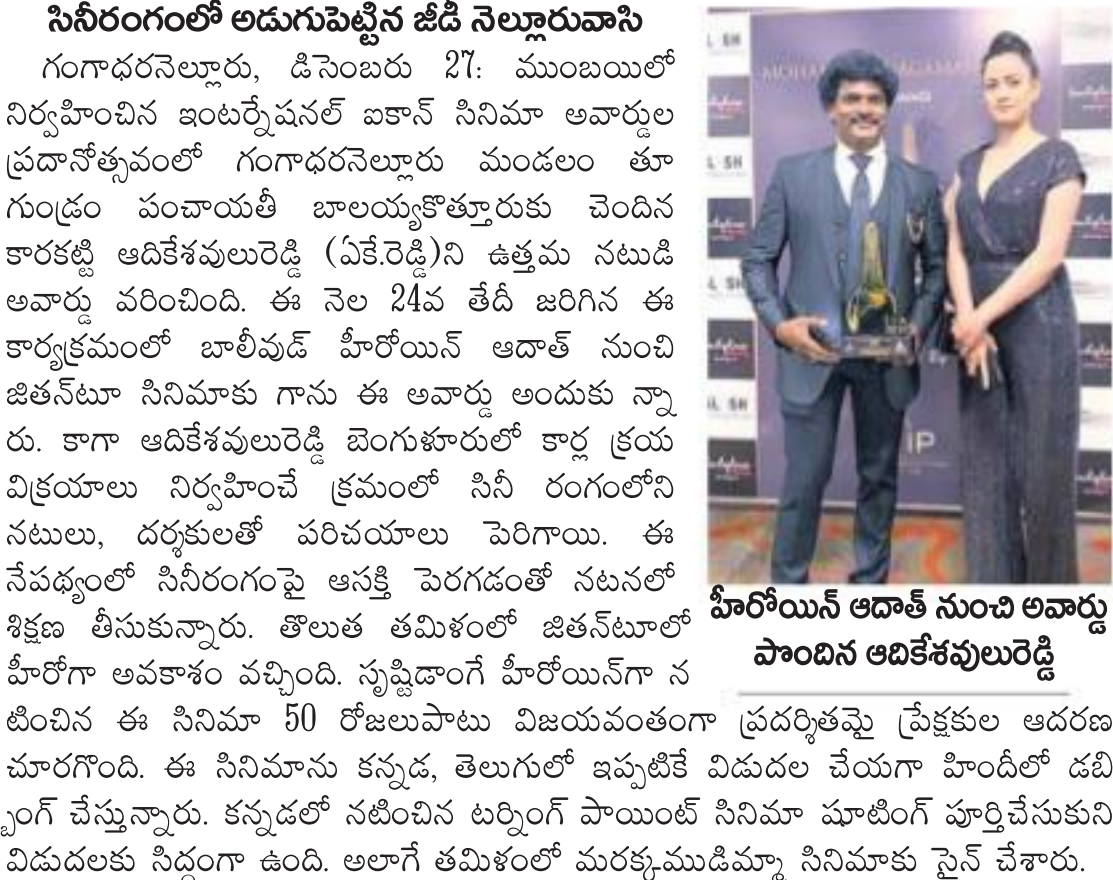 సినీరంగంలో అడుగుపెట్టిన జీడీ నెల్లూరువాసి
గంగాధరనెల్లూరు, డిసెంబరు 27: ముంబయిలో
నిర్వహించిన ఇంటర్నేషనల్ ఐకాన్ సినిమా అవార్డుల
ప్రదానోత్సవంలో గంగాధరనెల్లూరు మండలం తూ
గుండ్రం పంచాయతీ బాలయ్యకొత్తూరుకు చెందిన
కారకట్టి ఆదికేశవులురెడ్డి (ఏకే.రెడ్డి)ని ఉత్తమ నటుడి
అవార్డు వరించింది. ఈ నెల 24వ తేదీ జరిగిన ఈ
కార్యక్రమంలో బాలీవుడ్ హీరోయిన్ ఆదాత్ నుంచి
జితన్‌టూ సినిమాకు గాను ఈ అవార్డు అందుకు న్నా
రు. కాగా ఆదికేశవులురెడ్డి బెంగుళూరులో కార్ల క్రయ
విక్రయాలు నిర్వహించే క్రమంలో సినీ రంగంలోని
నటులు, దర్శకులతో పరిచయాలు పెరిగాయి. ఈ
నేపథ్యంలో సినీరంగంపై ఆసక్తి పెరగడంతో నటనలో
శిక్షణ తీసుకున్నారు. తొలుత తమిళంలో జితన్‌టూలో
హీరోగా అవకాశం వచ్చింది. సృష్టిడాంగే హీరోయిన్‌గా న
టించిన ఈ సినిమా 50 రోజులుపాటు విజయవంతంగా ప్రదర్శితమై ప్రేక్షకుల ఆదరణ
చూరగొంది. ఈ సినిమాను కన్నడ, తెలుగులో ఇప్పటికే విడుదల చేయగా హిందీలో డబి
్బంగ్ చేస్తున్నారు. కన్నడలో నటించిన టర్నింగ్ పాయింట్ సినిమా షూటింగ్ పూర్తిచేసుకుని
విడుదలకు సిద్ధంగా ఉంది. అలాగే తమిళంలో మరక్కముడిమ్మా సినిమాకు సైన్ చేశారు.
హీరోయిన్ ఆదాత్ నుంచి అవార్డు
పొందిన ఆదికేశవులురెడ్డి